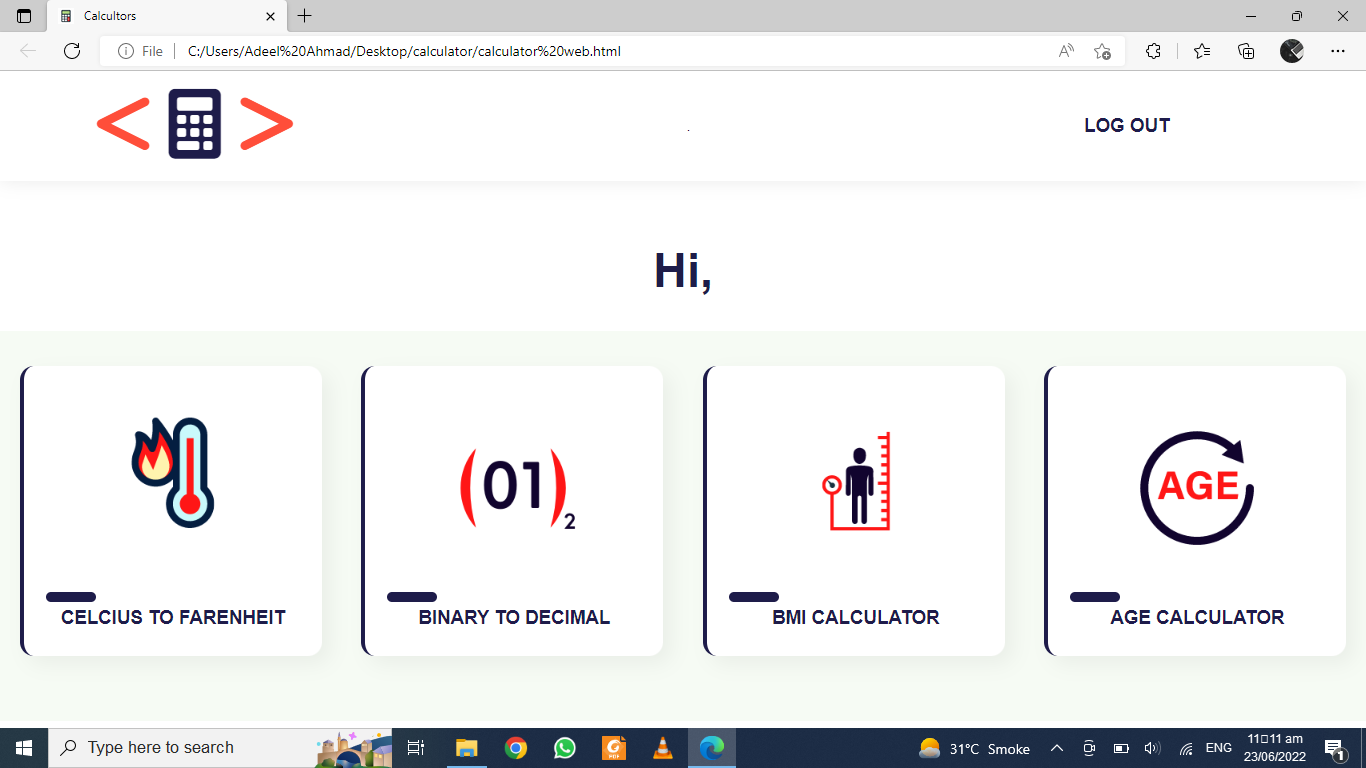 Calcultors
File
C:/Users/Adeel%20Ahmad/Desktop/calculator/calculator%20web.html
LOG OUT
Hi,
(01)2
AGE
CELCIUS TO FARENHEIT
BINARY TO DECIMAL
BMI CALCULATOR
AGE CALCULATOR
Type here to search
PDF
31°C Smoke
ENG
11▯11 am
23/06/2022
1